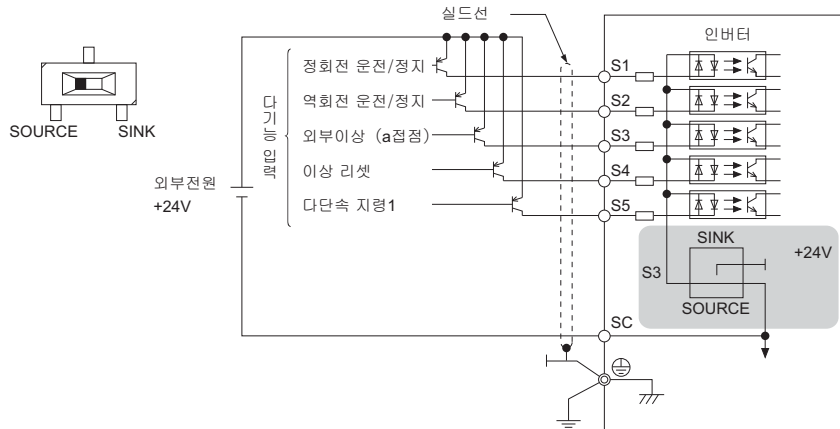 실드선
인버터
SOURCE
SINK
외부전원
+24V
다기능 입력
정회전 운전/정지
역회전 운전/정지
외부이상 (a접점)
이상 리셋
다단속 지령1
S1
S2
S3
S4
S5
SINK
+24V
S3
SOURCE
SC